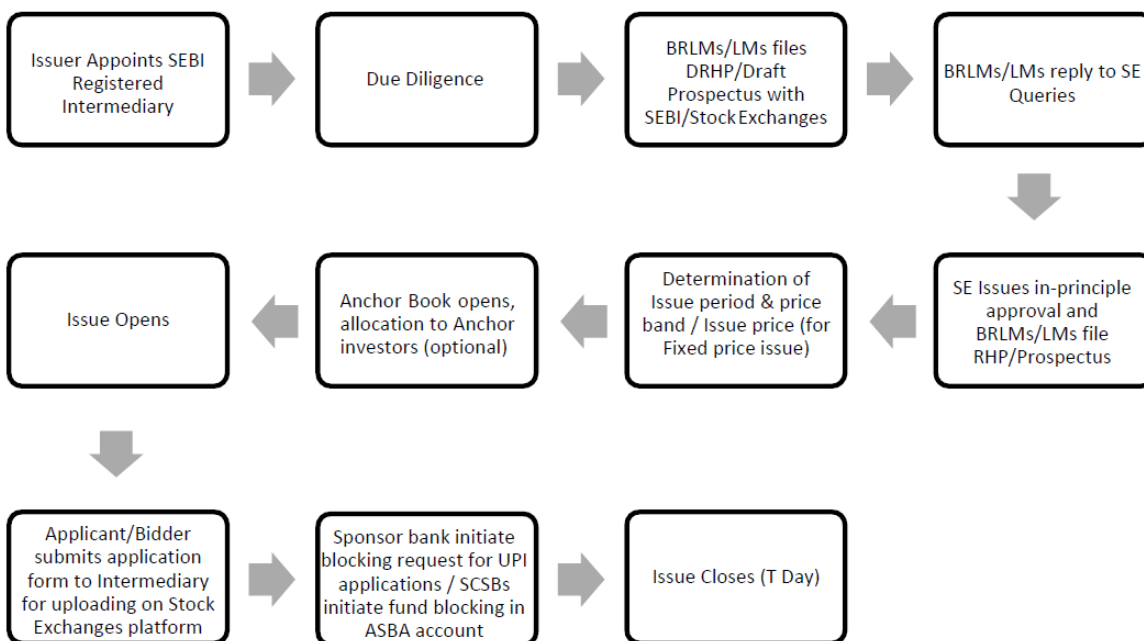 Issuer Appoints SEBI
Registered
Intermediary
Due Diligence
BRLMs/LMs files
DRHP/Draft
Prospectus with
SEBI/Stock Exchanges
BRLMs/LMs reply to SE
Queries
SE Issues in-principle
approval and
BRLMs/LMs file
RHP/Prospectus
Determination of
Issue period & price
band / Issue price (for
Fixed price issue)
Anchor Book opens,
allocation to Anchor
investors (optional)
Issue Opens
Applicant/Bidder
submits application
form to Intermediary
for uploading on Stock
Exchanges platform
Sponsor bank initiate
blocking request for UPI
applications / SCSBs
initiate fund blocking in
ASBA account
Issue Closes (T Day)